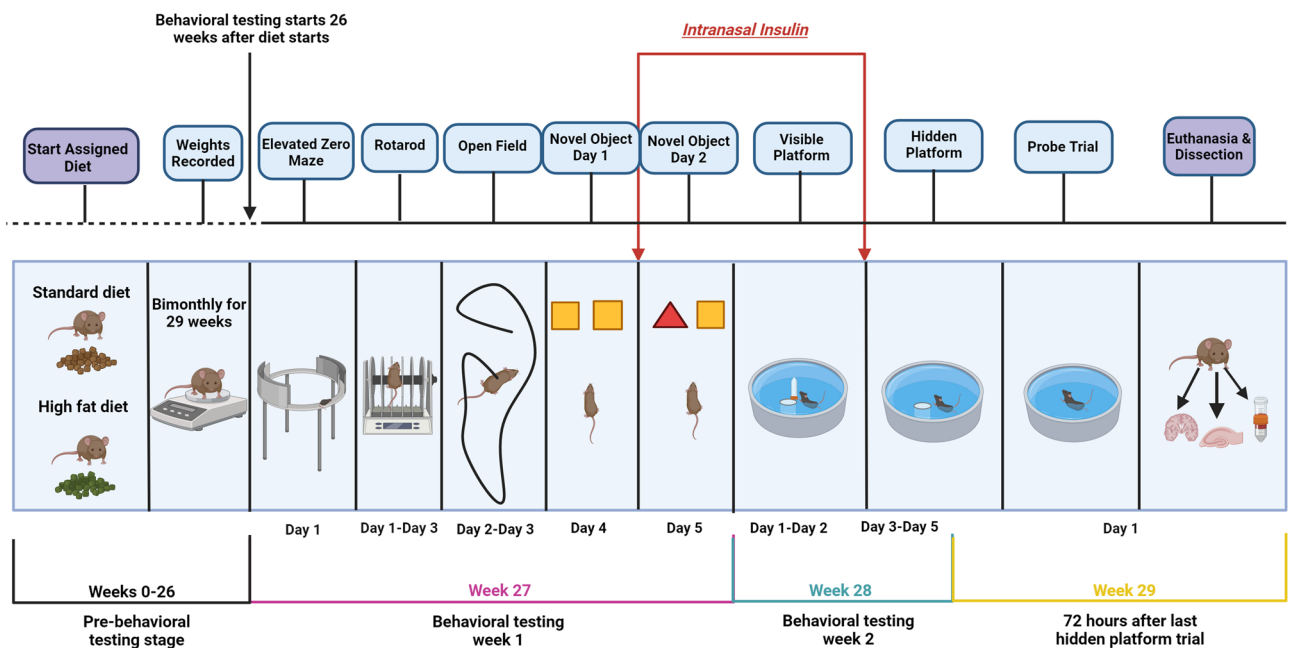 Behavioral testing starts 26
weeks after diet starts
Intranasal Insulin
Start Assigned
Diet
Weights
Recorded
Elevated Zero
Maze
Rotarod
Open Field
Novel Object
Day 1
Novel Object
Day 2
Visible
Platform
Hidden
Platform
Probe Trial
Euthanasia &
Dissection
Standard diet
High fat diet
Bimonthly for
29 weeks
Day 1
Day 1-Day 3
Day 2-Day 3
Day 4
Day 5
Day 1-Day 2
Day 3-Day 5
Day 1
Weeks 0-26
Week 27
Week 28
Week 29
Pre-behavioral
testing stage
Behavioral testing
week 1
Behavioral testing
week 2
72 hours after last
hidden platform trial